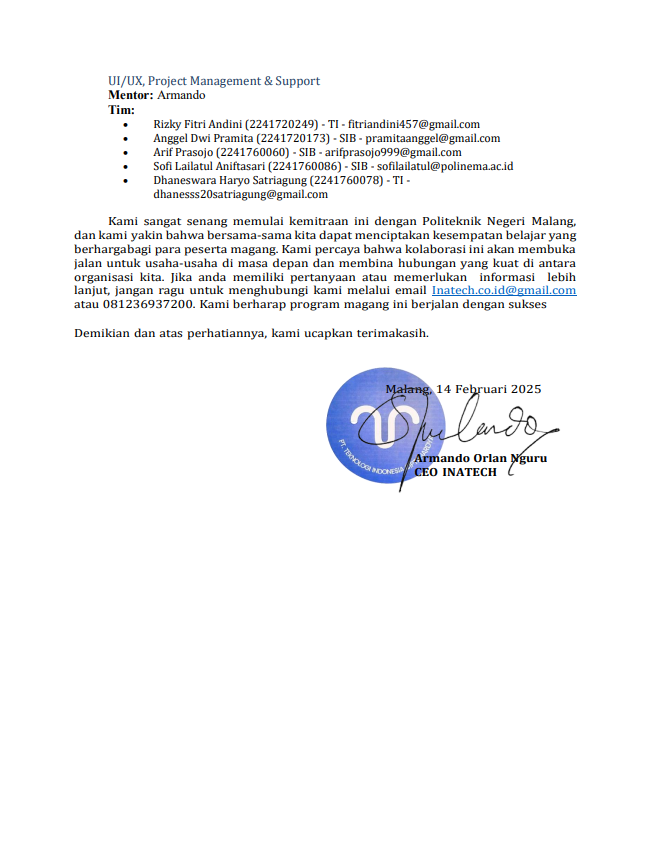 UI/UX, Project Management & Support
Mentor: Armando
Tim:
• Rizky Fitri Andini (2241720249) - TI - fitriandini457@gmail.com
• Anggel Dwi Pramita (2241720173) - SIB - pramitaanggel@gmail.com
• Arif Prasojo (2241760060) - SIB - arifprasojo999@gmail.com
• Sofi Lailatul Aniftasari (2241760086) - SIB - sofilailatul@polinema.ac.id
• Dhaneswara Haryo Satriagung (2241760078) - TI -
dhanesss20satriagung@gmail.com
Kami sangat senang memulai kemitraan ini dengan Politeknik Negeri Malang,
dan kami yakin bahwa bersama-sama kita dapat menciptakan kesempatan belajar yang
berhargabagi para peserta magang. Kami percaya bahwa kolaborasi ini akan membuka
jalan untuk usaha-usaha di masa depan dan membina hubungan yang kuat di antara
organisasi kita. Jika anda memiliki pertanyaan atau memerlukan informasi lebih
lanjut, jangan ragu untuk menghubungi kami melalui email Inatech.co.id@gmail.com
atau 081236937200. Kami berharap program magang ini berjalan dengan sukses
Demikian dan atas perhatiannya, kami ucapkan terimakasih.
Malang, 14 Februari 2025
PT. TEKNOLOGI INDONESIA
Armando Orlan Nguru
CEO INATECH